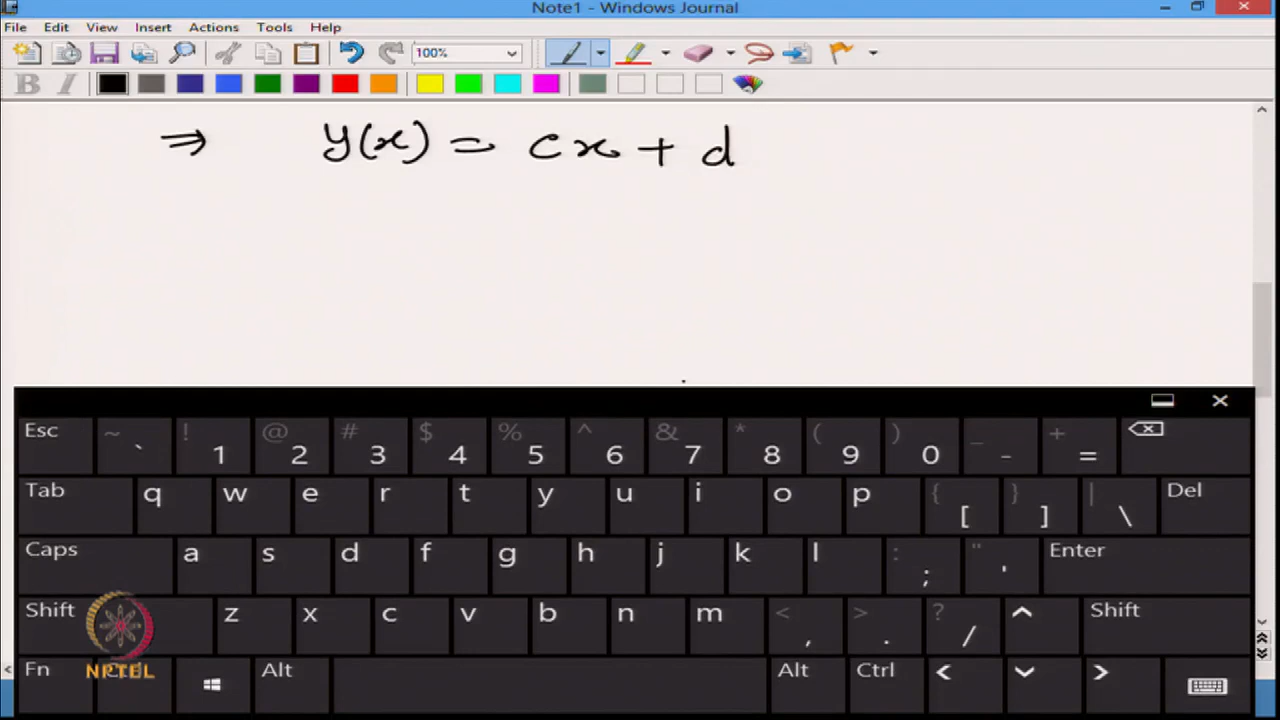 Note1 - Windows Journal
File Edit View Insert Actions Tools Help
100%
B I
⇒ y(x) = cx + d
Esc ~ ` ! 1 @ 2 # 3 $ 4 % 5 ^ 6 & 7 * 8 ( 9 ) 0 _ - + =
Tab q w e r t y u i o p { [ } ] | \ Del
Caps a s d f g h j k l : ; " ' Enter
Shift z x c v b n m < , > . ? / Shift
Fn Alt Alt Ctrl
NPTEL